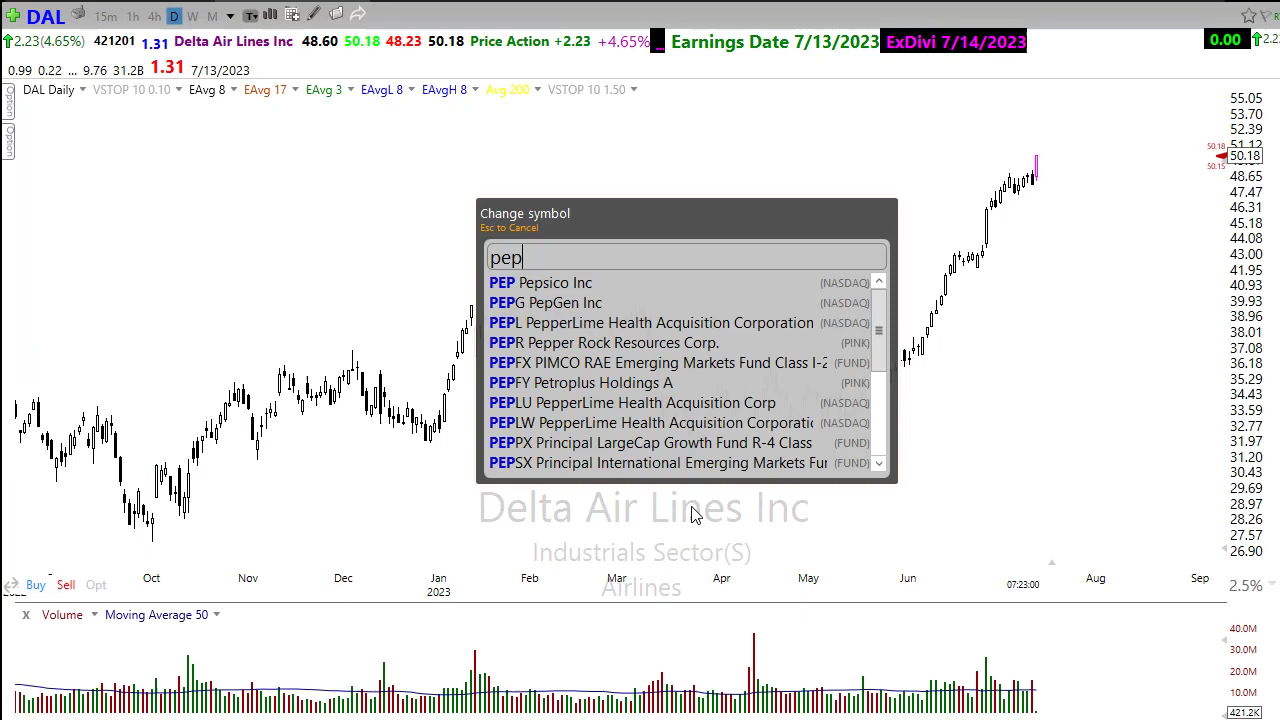 DAL 15m 1h 4h D W M
2.23(4.65%) 421201 1.31 Delta Air Lines Inc 48.60 50.18 48.23 50.18 Price Action +2.23 +4.65% ... Earnings Date 7/13/2023 ExDivi 7/14/2023 0.00
0.99 0.22 ... 9.76 31.2B 1.31 7/13/2023
DAL Daily VSTOP 10 0.10 EAvg 8 EAvg 17 EAvg 3 EAvgL 8 EAvgH 8 Avg 200 VSTOP 10 1.50
Option
Option
Change symbol
Esc to Cancel
pep
PEP Pepsico Inc (NASDAQ)
PEPG PepGen Inc (NASDAQ)
PEPL PepperLime Health Acquisition Corporation (NASDAQ)
PEPR Pepper Rock Resources Corp. (PINK)
PEPFX PIMCO RAE Emerging Markets Fund Class I-2 (FUND)
PEPFY Petroplus Holdings A (PINK)
PEPLU PepperLime Health Acquisition Corp (NASDAQ)
PEPLW PepperLime Health Acquisitio (NASDAQ)
PEPPX Principal LargeCap Growth Fund R-4 Class (FUND)
PEPSX Principal International Emerging Markets Fu (FUND)
Delta Air Lines Inc
Industrials Sector(S)
Airlines
55.05
53.70
52.39
50.18
50.18
50.15
48.65
47.47
46.31
45.18
44.08
43.00
41.95
40.93
39.93
38.96
38.01
37.08
36.18
35.29
34.43
33.59
32.77
31.97
31.20
30.43
29.69
28.97
28.26
27.57
26.90
Oct Nov Dec Jan Feb Mar Apr May Jun 07:23:00 Aug Sep
2023
Buy Sell Opt 2.5%
X Volume Moving Average 50
40.0M
30.0M
20.0M
10.0M
421.2K